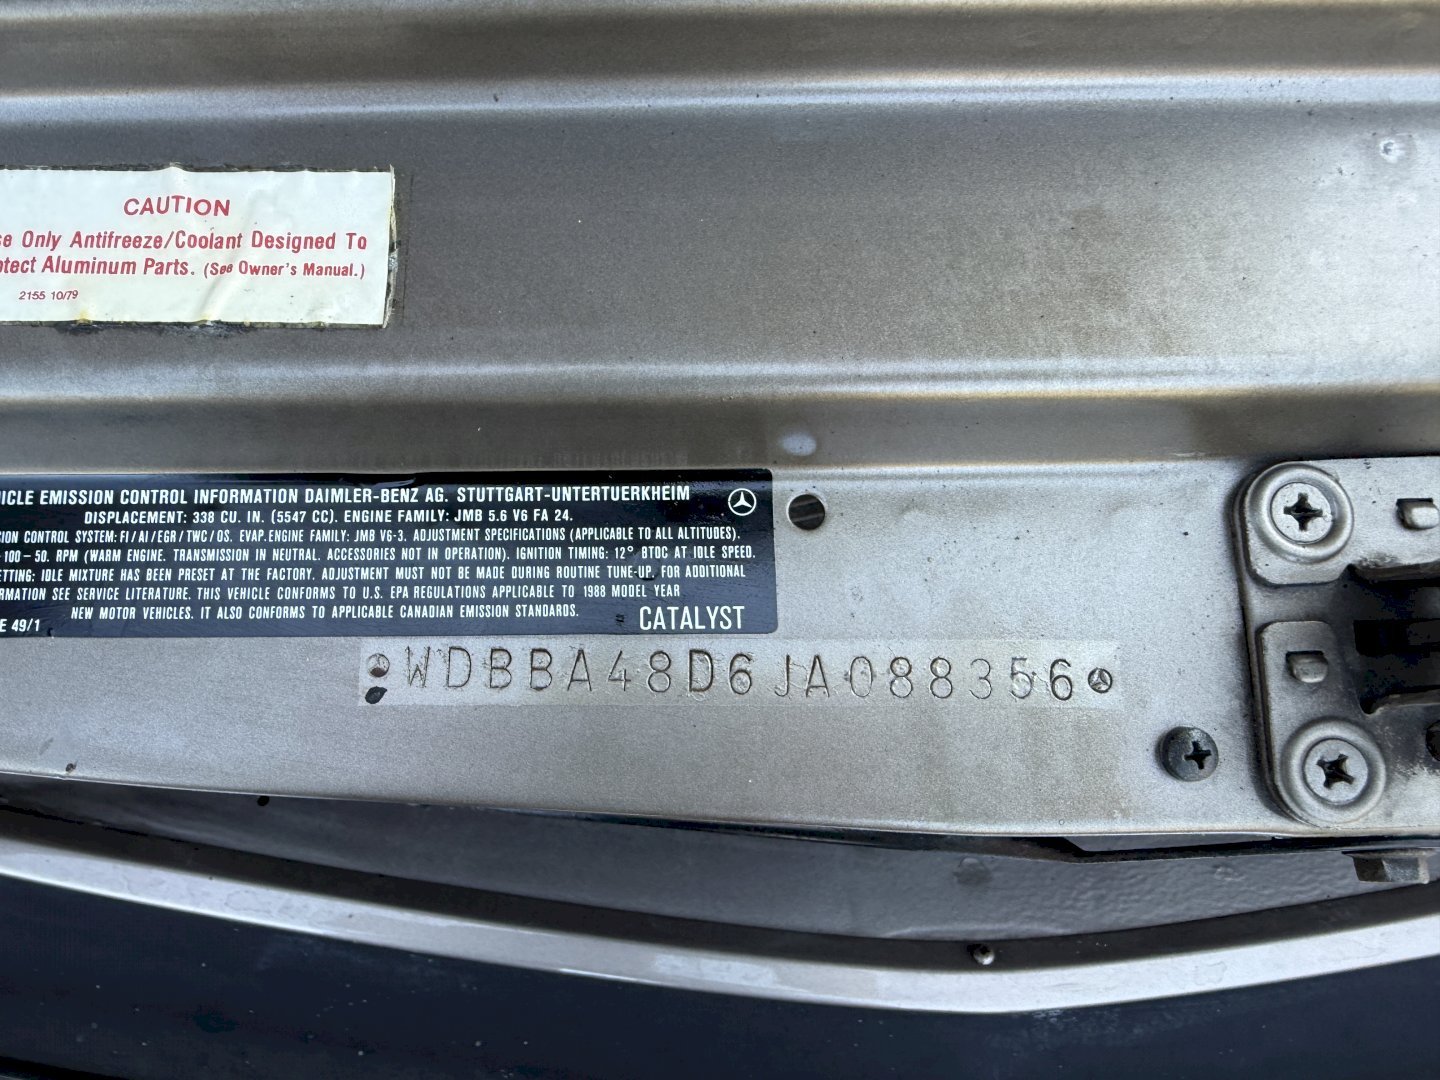 CAUTION
Only Antifreeze/Coolant Designed To
Aluminum Parts. (See Owner's Manual.)
2155 10/79
EMISSION CONTROL INFORMATION DAIMLER-BENZ AG. STUTTGART-UNTERTUERKHEIM
DISPLACEMENT: 338 CU. IN. (5547 CC). ENGINE FAMILY: JMB 5.6 V6 FA 24.
CONTROL SYSTEM: FI/AI/EGR/TWC/OS. EVAP.ENGINE FAMILY: JMB V6-3. ADJUSTMENT SPECIFICATIONS (APPLICABLE TO ALL ALTITUDES).
100-50. RPM (WARM ENGINE. TRANSMISSION IN NEUTRAL. ACCESSORIES NOT IN OPERATION). IGNITION TIMING: 12° BTDC AT IDLE SPEED.
IDLE MIXTURE HAS BEEN PRESET AT THE FACTORY. ADJUSTMENT MUST NOT BE MADE DURING ROUTINE TUNE-UP. FOR ADDITIONAL
SEE SERVICE LITERATURE. THIS VEHICLE CONFORMS TO U.S. EPA REGULATIONS APPLICABLE TO 1988 MODEL YEAR
NEW MOTOR VEHICLES. IT ALSO CONFORMS TO APPLICABLE CANADIAN EMISSION STANDARDS.
E 49/1
CATALYST
WDBBA48D6JA088356